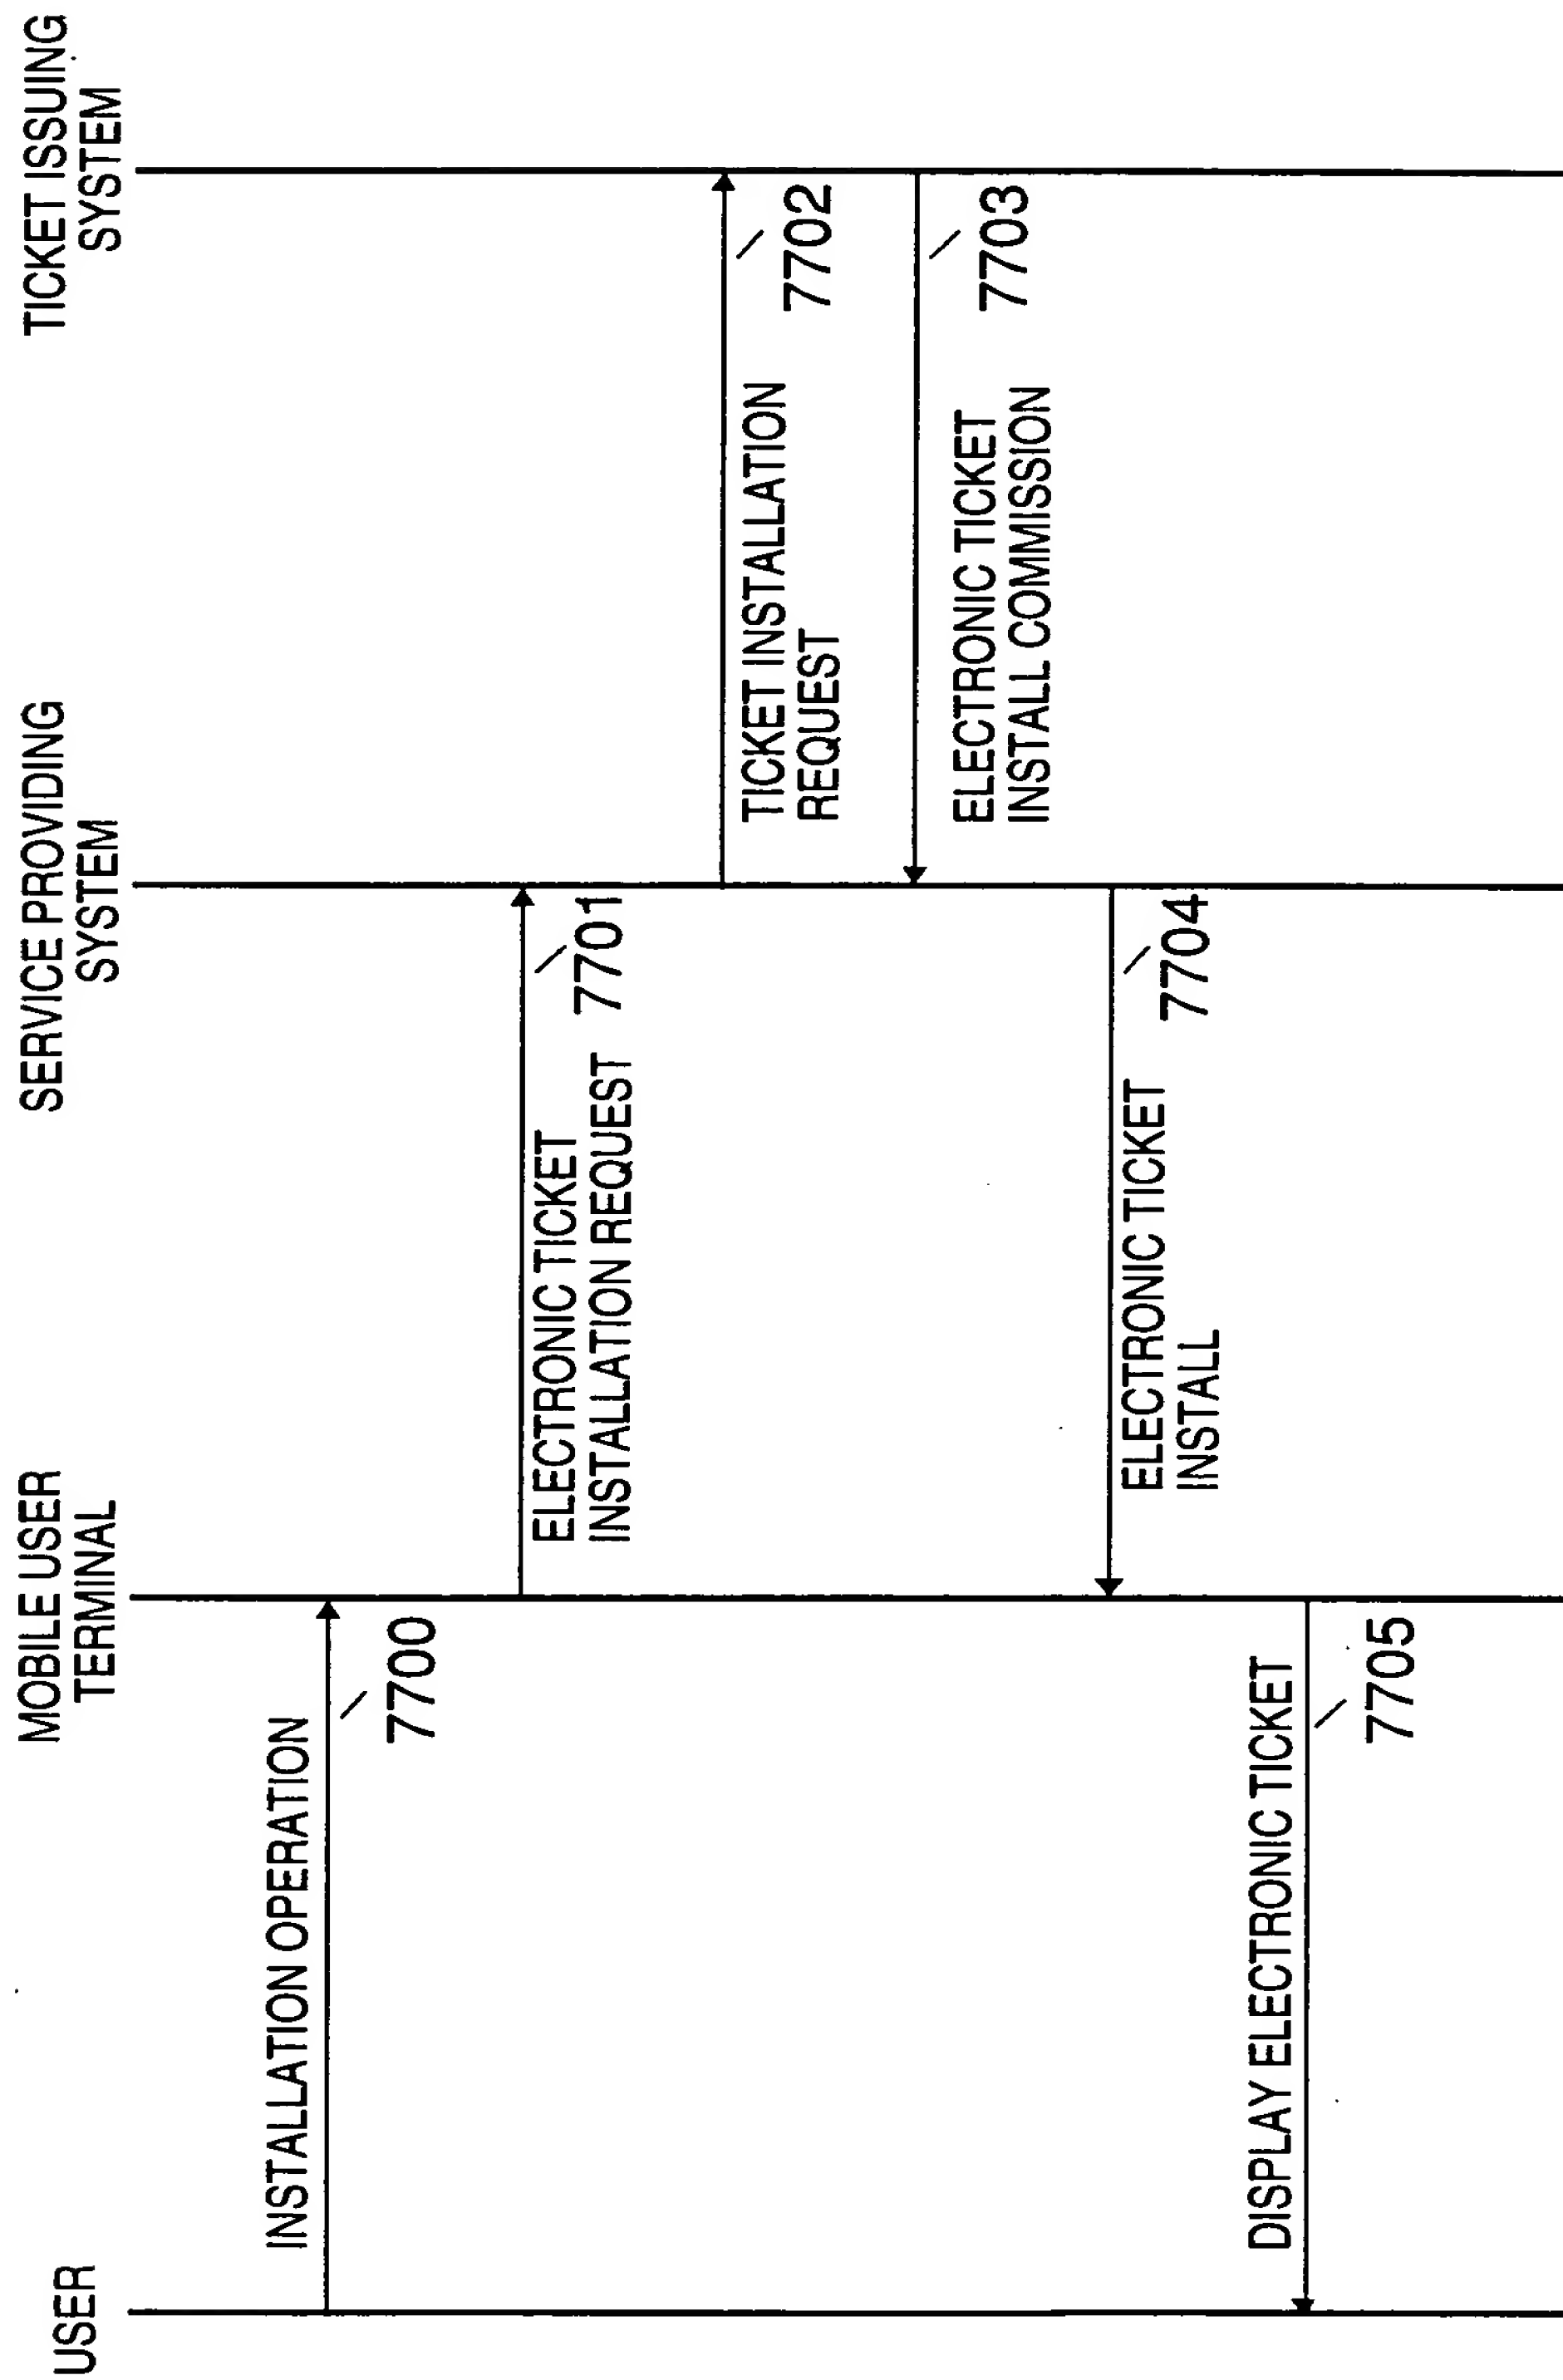 USER
MOBILE USER
TERMINAL
SERVICE PROVIDING
SYSTEM
TICKET ISSUING
SYSTEM
INSTALLATION OPERATION
7700
ELECTRONIC TICKET
INSTALLATION REQUEST
7701
TICKET INSTALLATION
REQUEST
7702
ELECTRONIC TICKET
INSTALL COMMISSION
7703
ELECTRONIC TICKET
INSTALL
7704
DISPLAY ELECTRONIC TICKET
7705